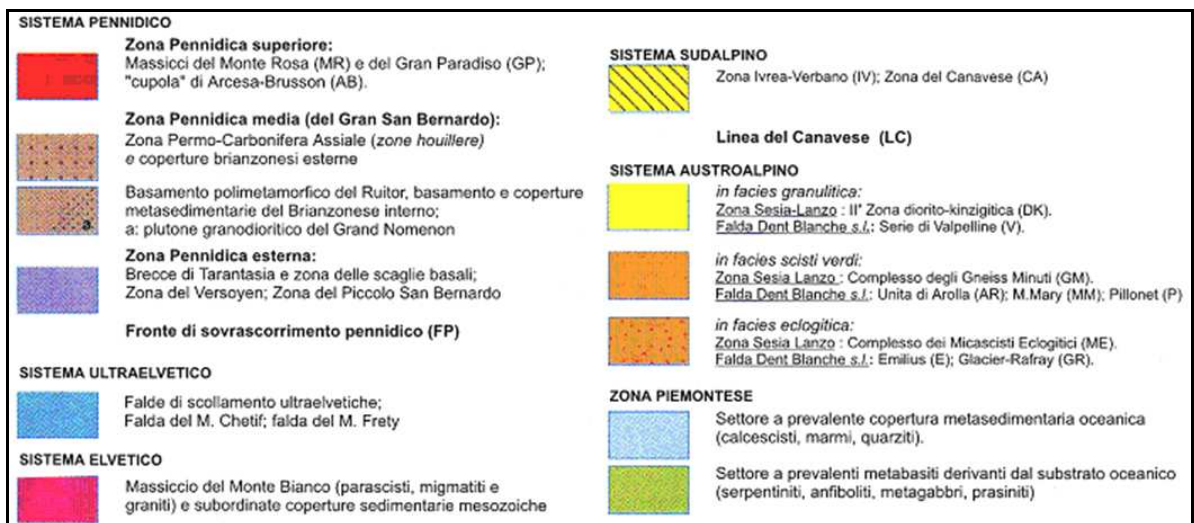 SISTEMA PENNIDICO
Zona Pennidica superiore:
Massicci del Monte Rosa (MR) e del Gran Paradiso (GP);
"cupola" di Arcesa-Brusson (AB).
Zona Pennidica media (del Gran San Bernardo):
Zona Permo-Carbonifera Assiale (zone houillere)
e coperture brianzonesi esterne
Basamento polimetamorfico del Ruitor, basamento e coperture
metasedimentarie del Brianzonese interno;
a: plutone granodioritico del Grand Nomenon
a
Zona Pennidica esterna:
Brecce di Tarantasia e zona delle scaglie basali;
Zona del Versoyen; Zona del Piccolo San Bernardo
Fronte di sovrascorrimento pennidico (FP)
SISTEMA ULTRAELVETICO
Falde di scollamento ultraelvetiche;
Falda del M. Chetif; falda del M. Frety
SISTEMA ELVETICO
Massiccio del Monte Bianco (parascisti, migmatiti e
graniti) e subordinate coperture sedimentarie mesozoiche
SISTEMA SUDALPINO
Zona Ivrea-Verbano (IV); Zona del Canavese (CA)
Linea del Canavese (LC)
SISTEMA AUSTROALPINO
in facies granulitica:
Zona Sesia-Lanzo : II° Zona diorito-kinzigitica (DK).
Falda Dent Blanche s.l.: Serie di Valpelline (V).
in facies scisti verdi:
Zona Sesia Lanzo : Complesso degli Gneiss Minuti (GM).
Falda Dent Blanche s.l.: Unita di Arolla (AR); M.Mary (MM); Pillonet (P)
in facies eclogitica:
Zona Sesia Lanzo : Complesso dei Micascisti Eclogitici (ME).
Falda Dent Blanche s.l.: Emilius (E); Glacier-Rafray (GR).
ZONA PIEMONTESE
Settore a prevalente copertura metasedimentaria oceanica
(calcescisti, marmi, quarziti).
Settore a prevalenti metabasiti derivanti dal substrato oceanico
(serpentiniti, anfiboliti, metagabbri, prasiniti)